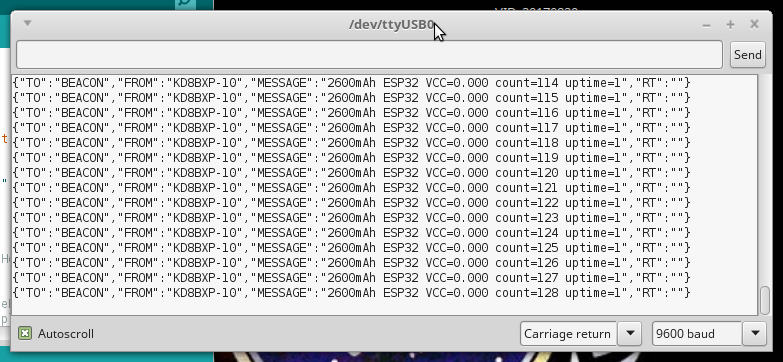 VID_20170829
/dev/ttyUSB0
Send
{"TO":"BEACON","FROM":"KD8BXP-10","MESSAGE":"2600mAh ESP32 VCC=0.000 count=114 uptime=1","RT":""}
{"TO":"BEACON","FROM":"KD8BXP-10","MESSAGE":"2600mAh ESP32 VCC=0.000 count=115 uptime=1","RT":""}
{"TO":"BEACON","FROM":"KD8BXP-10","MESSAGE":"2600mAh ESP32 VCC=0.000 count=116 uptime=1","RT":""}
{"TO":"BEACON","FROM":"KD8BXP-10","MESSAGE":"2600mAh ESP32 VCC=0.000 count=117 uptime=1","RT":""}
{"TO":"BEACON","FROM":"KD8BXP-10","MESSAGE":"2600mAh ESP32 VCC=0.000 count=118 uptime=1","RT":""}
{"TO":"BEACON","FROM":"KD8BXP-10","MESSAGE":"2600mAh ESP32 VCC=0.000 count=119 uptime=1","RT":""}
{"TO":"BEACON","FROM":"KD8BXP-10","MESSAGE":"2600mAh ESP32 VCC=0.000 count=120 uptime=1","RT":""}
{"TO":"BEACON","FROM":"KD8BXP-10","MESSAGE":"2600mAh ESP32 VCC=0.000 count=121 uptime=1","RT":""}
{"TO":"BEACON","FROM":"KD8BXP-10","MESSAGE":"2600mAh ESP32 VCC=0.000 count=122 uptime=1","RT":""}
{"TO":"BEACON","FROM":"KD8BXP-10","MESSAGE":"2600mAh ESP32 VCC=0.000 count=123 uptime=1","RT":""}
{"TO":"BEACON","FROM":"KD8BXP-10","MESSAGE":"2600mAh ESP32 VCC=0.000 count=124 uptime=1","RT":""}
{"TO":"BEACON","FROM":"KD8BXP-10","MESSAGE":"2600mAh ESP32 VCC=0.000 count=125 uptime=1","RT":""}
{"TO":"BEACON","FROM":"KD8BXP-10","MESSAGE":"2600mAh ESP32 VCC=0.000 count=126 uptime=1","RT":""}
{"TO":"BEACON","FROM":"KD8BXP-10","MESSAGE":"2600mAh ESP32 VCC=0.000 count=127 uptime=1","RT":""}
{"TO":"BEACON","FROM":"KD8BXP-10","MESSAGE":"2600mAh ESP32 VCC=0.000 count=128 uptime=1","RT":""}
Autoscroll
Carriage return
9600 baud